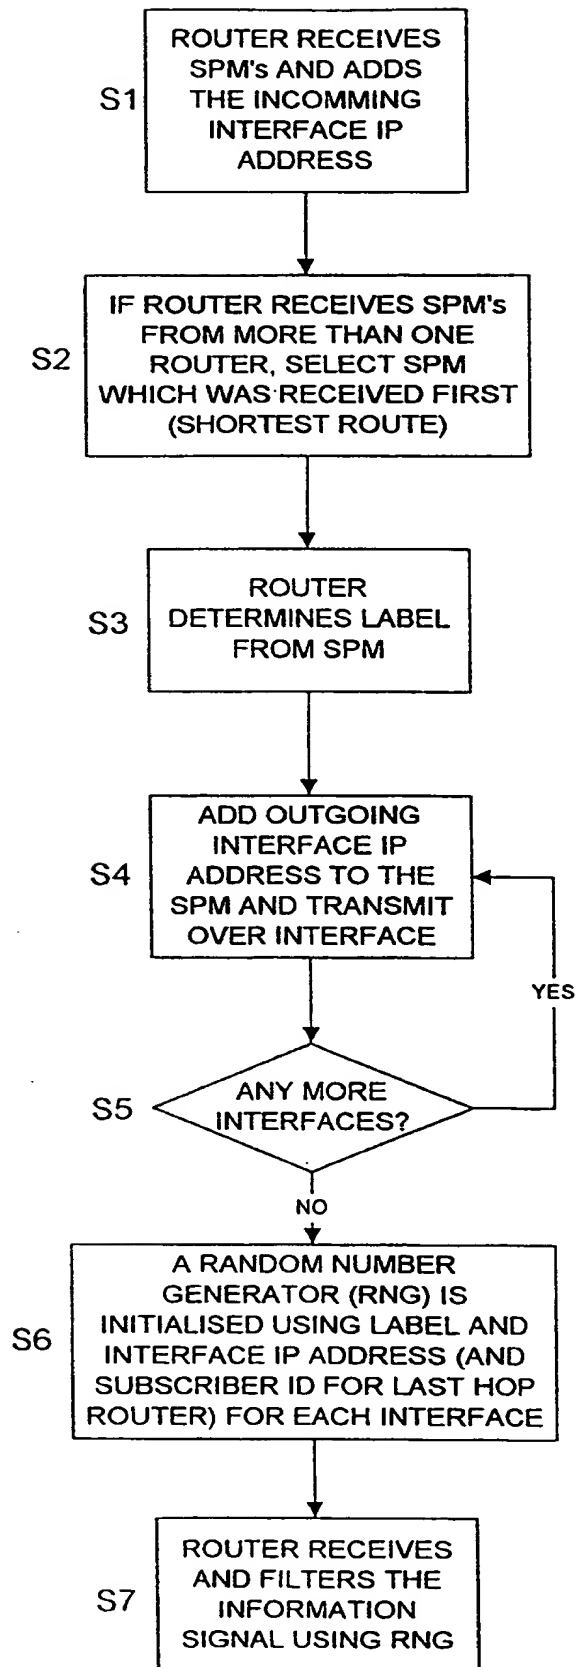 S1
ROUTER RECEIVES
SPM's AND ADDS
THE INCOMMING
INTERFACE IP
ADDRESS
S2
IF ROUTER RECEIVES SPM's
FROM MORE THAN ONE
ROUTER, SELECT SPM
WHICH WAS RECEIVED FIRST
(SHORTEST ROUTE)
S3
ROUTER
DETERMINES LABEL
FROM SPM
S4
ADD OUTGOING
INTERFACE IP
ADDRESS TO THE
SPM AND TRANSMIT
OVER INTERFACE
YES
S5
ANY MORE
INTERFACES?
NO
S6
A RANDOM NUMBER
GENERATOR (RNG) IS
INITIALISED USING LABEL AND
INTERFACE IP ADDRESS (AND
SUBSCRIBER ID FOR LAST HOP
ROUTER) FOR EACH INTERFACE
S7
ROUTER RECEIVES
AND FILTERS THE
INFORMATION
SIGNAL USING RNG